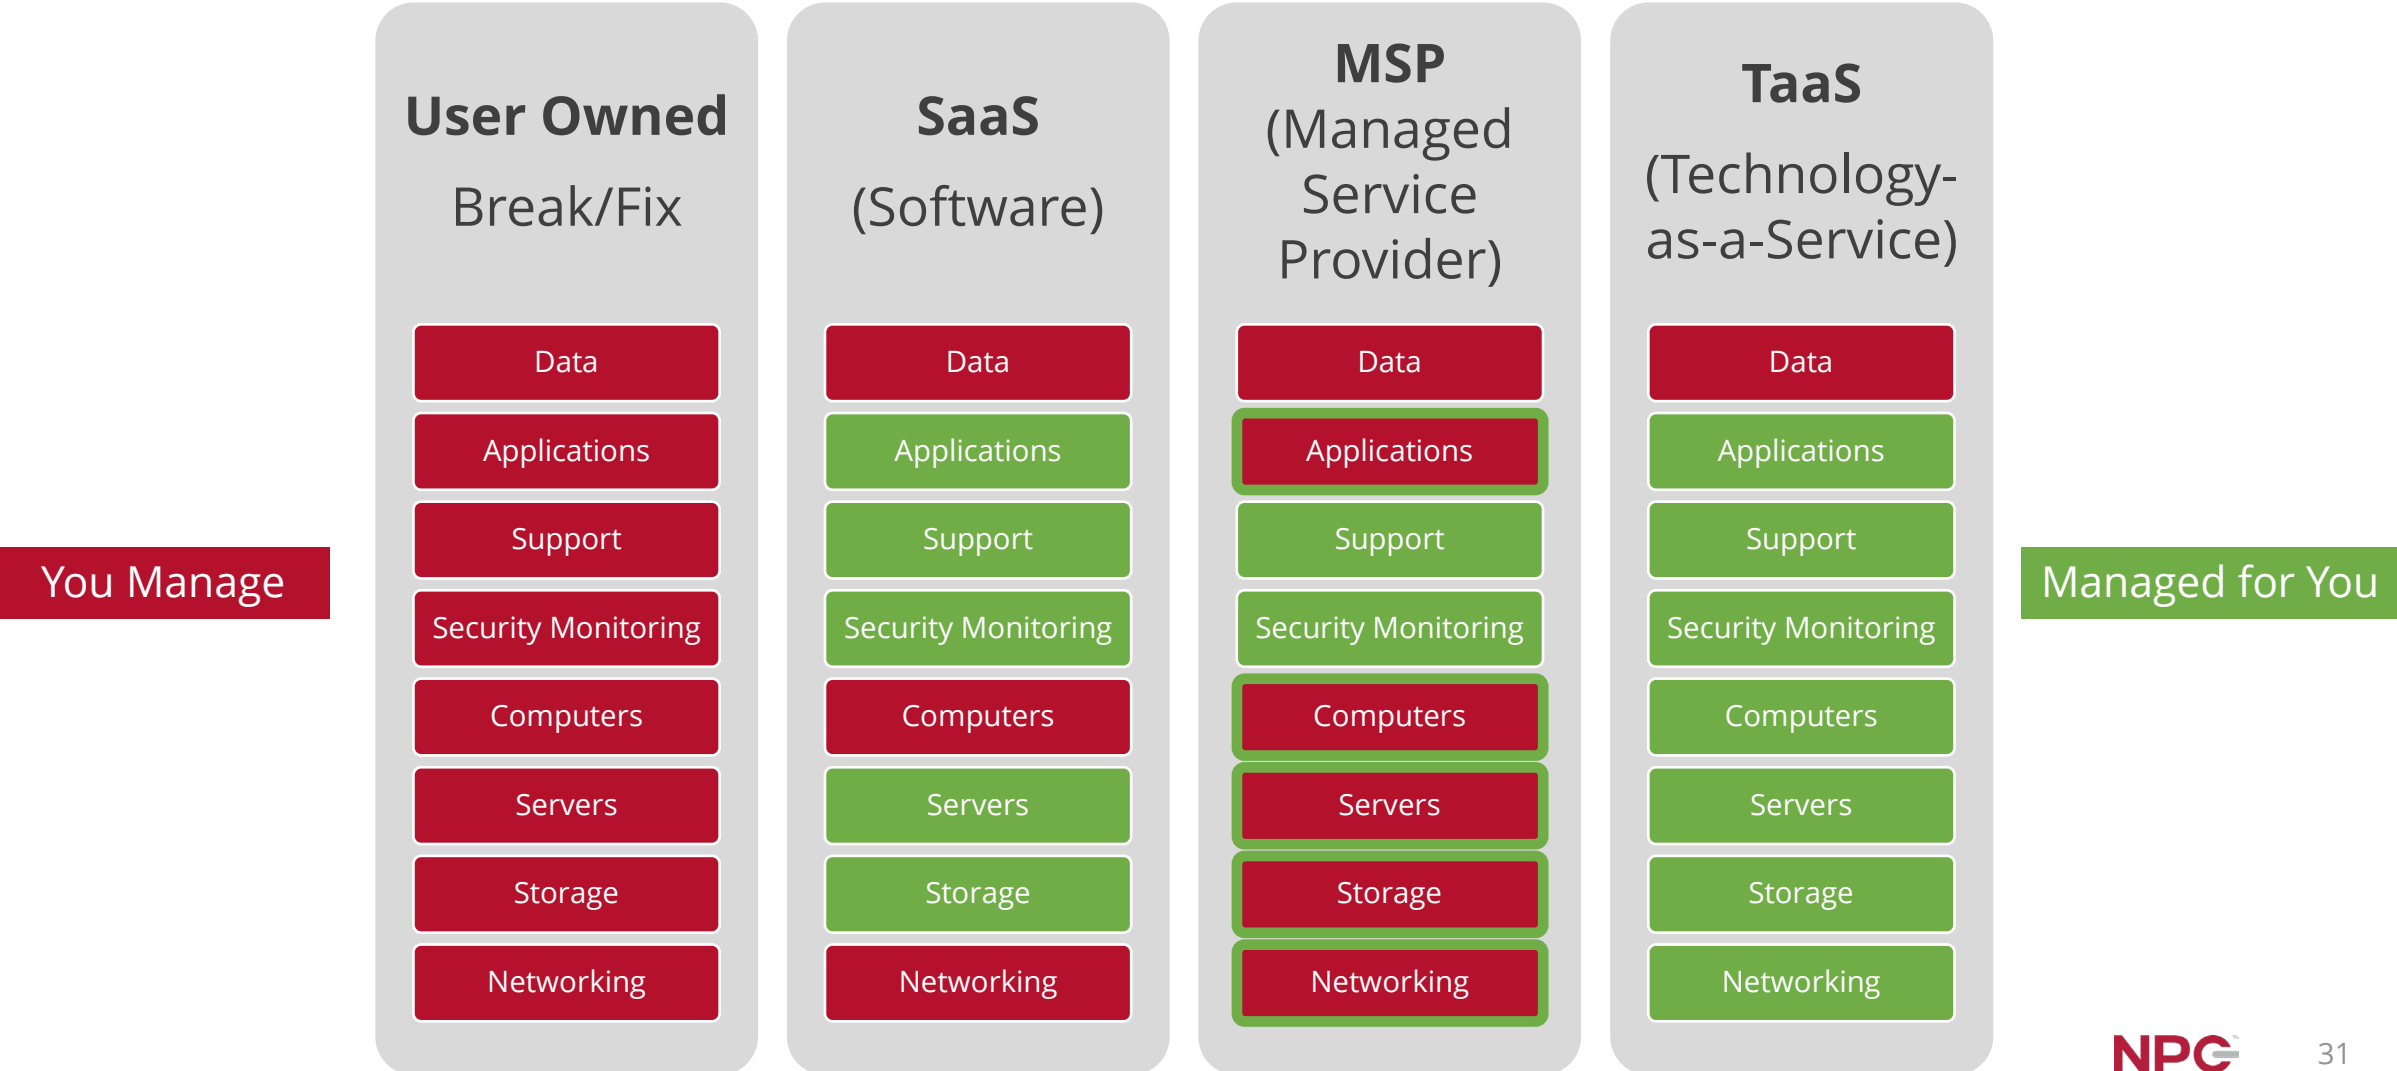 You Manage
User Owned
Break/Fix
Data
Applications
Support
Security Monitoring
Computers
Servers
Storage
Networking
SaaS
(Software)
Data
Applications
Support
Security Monitoring
Computers
Servers
Storage
Networking
MSP
(Managed
Service
Provider)
Data
Applications
Support
Security Monitoring
Computers
Servers
Storage
Networking
TaaS
(Technology-
as-a-Service)
Data
Applications
Support
Security Monitoring
Computers
Servers
Storage
Networking
Managed for You
NPC
31